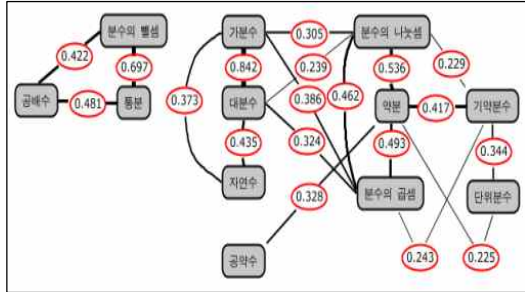 분수의 뺄셈
가분수
0.305
분수의 나눗셈
0.422
0.697
0.842
0.239
0.536
0.229
공배수
0.481
통분
0.373
대분수
0.386
0.462
약분
0.417
기약분수
0.435
0.324
0.493
0.344
자연수
0.328
분수의 곱셈
단위분수
공약수
0.243
0.225